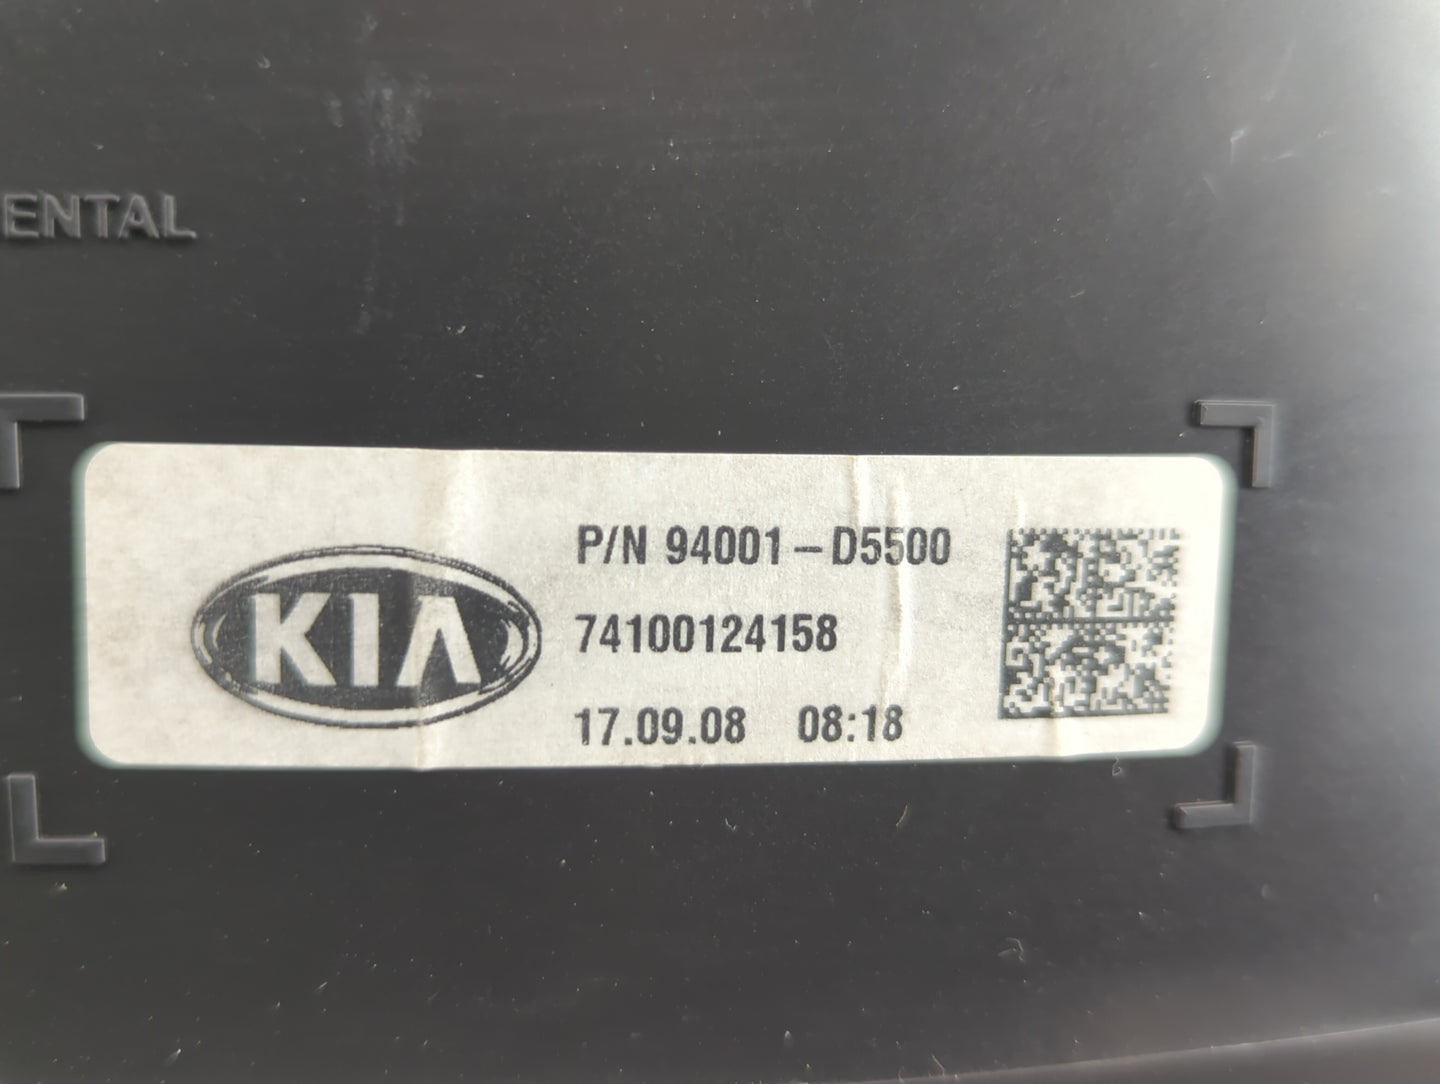 ENTAL
KIA
P/N 94001-D5500
74100124158
17.09.08 08:18